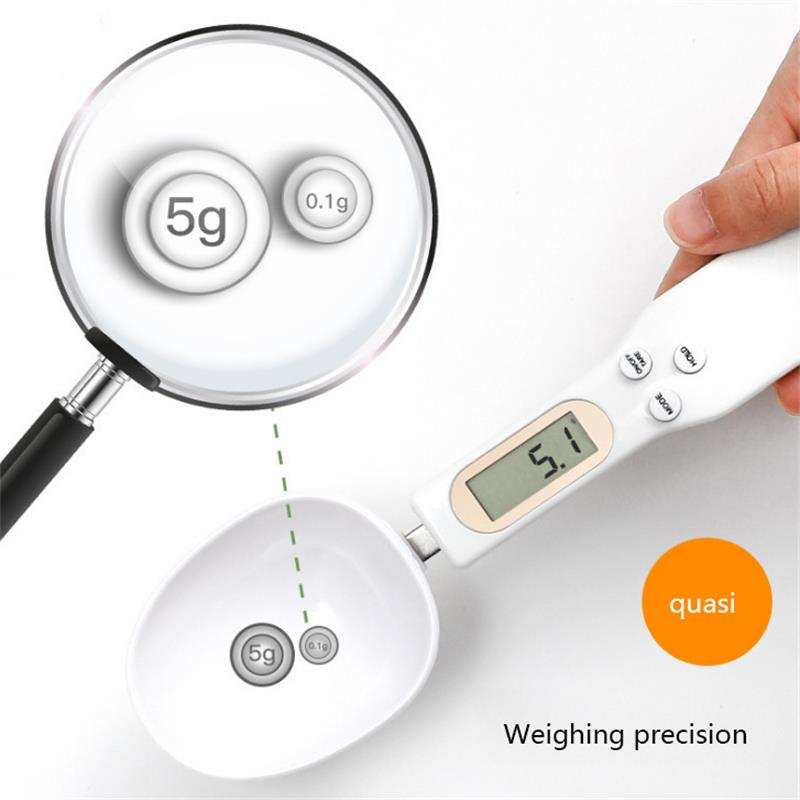 5g
0.1g
HOLD
ON/OFF
TARE
MODE
5.1
quasi
5g
0.1g
Weighing precision